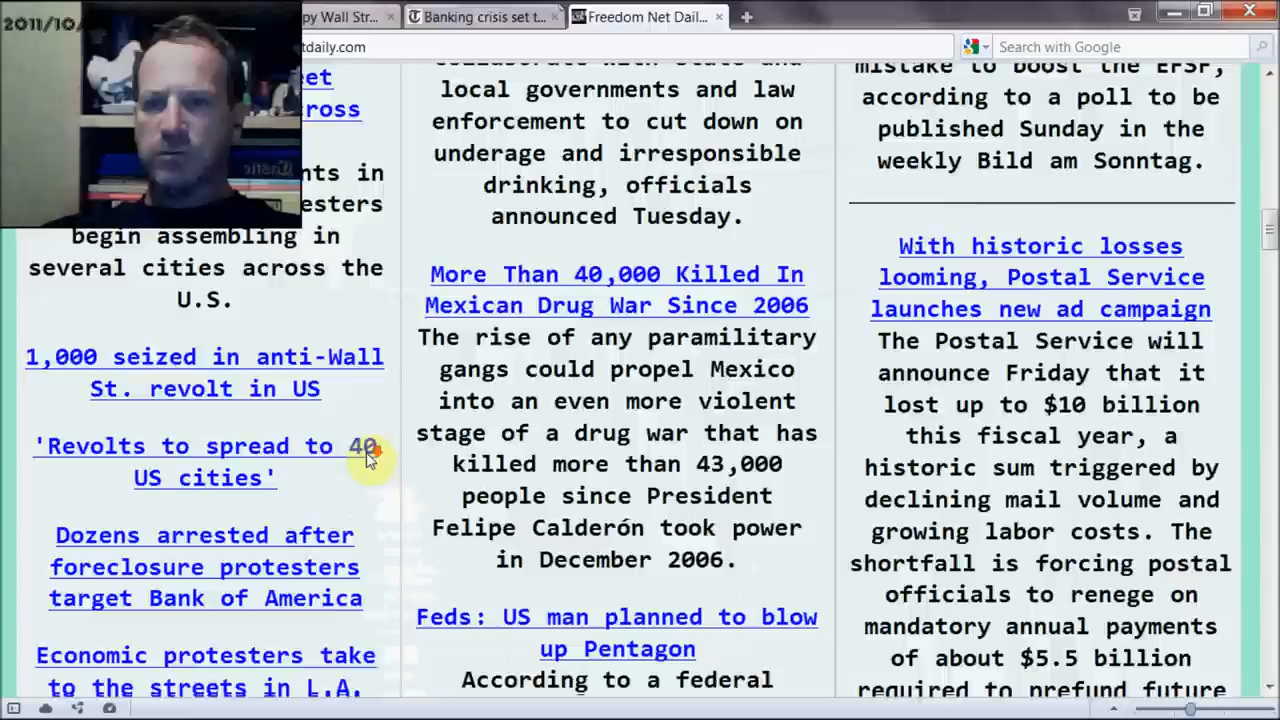 2011/10/
py Wall Str...
Banking crisis set t...
Freedom Net Dail...
tdaily.com
Search with Google
eet
cross
nts in
esters
begin assembling in
several cities across the
U.S.
1,000 seized in anti-Wall
St. revolt in US
'Revolts to spread to 40
US cities'
Dozens arrested after
foreclosure protesters
target Bank of America
Economic protesters take
to the streets in L.A.
collaborate with state and
local governments and law
enforcement to cut down on
underage and irresponsible
drinking, officials
announced Tuesday.
More Than 40,000 Killed In
Mexican Drug War Since 2006
The rise of any paramilitary
gangs could propel Mexico
into an even more violent
stage of a drug war that has
killed more than 43,000
people since President
Felipe Calderón took power
in December 2006.
Feds: US man planned to blow
up Pentagon
According to a federal
mistake to boost the EFSF,
according to a poll to be
published Sunday in the
weekly Bild am Sonntag.
With historic losses
looming, Postal Service
launches new ad campaign
The Postal Service will
announce Friday that it
lost up to $10 billion
this fiscal year, a
historic sum triggered by
declining mail volume and
growing labor costs. The
shortfall is forcing postal
officials to renege on
mandatory annual payments
of about $5.5 billion
required to prefund future